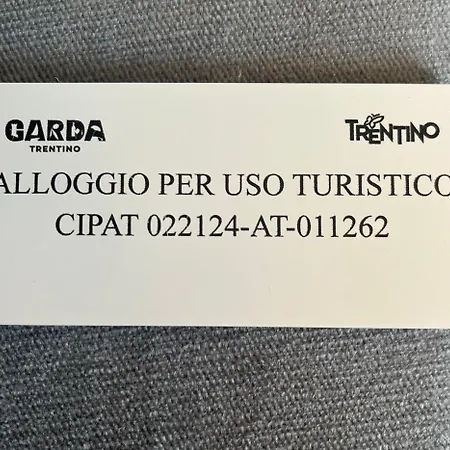 GARDA
TRENTINO
TRENTINO
ALLOGGIO PER USO TURISTICO
CIPAT 022124-AT-011262